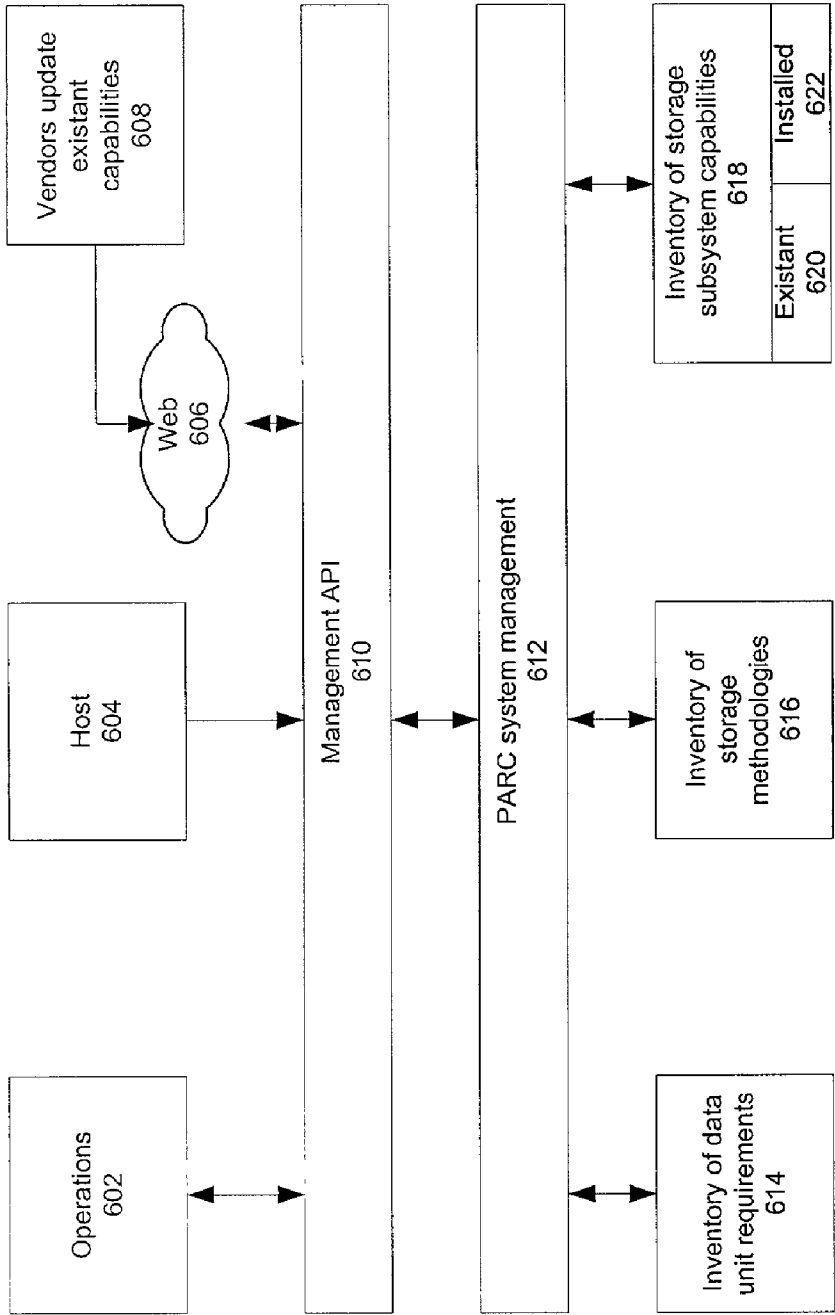 Operations
602
Host
604
Vendors update
existant
capabilities
608
Web
606
Management API
610
PARC system management
612
Inventory of data
unit requirements
614
Inventory of
storage
methodologies
616
Inventory of storage
subsystem capabilities
618
Existant
620
Installed
622